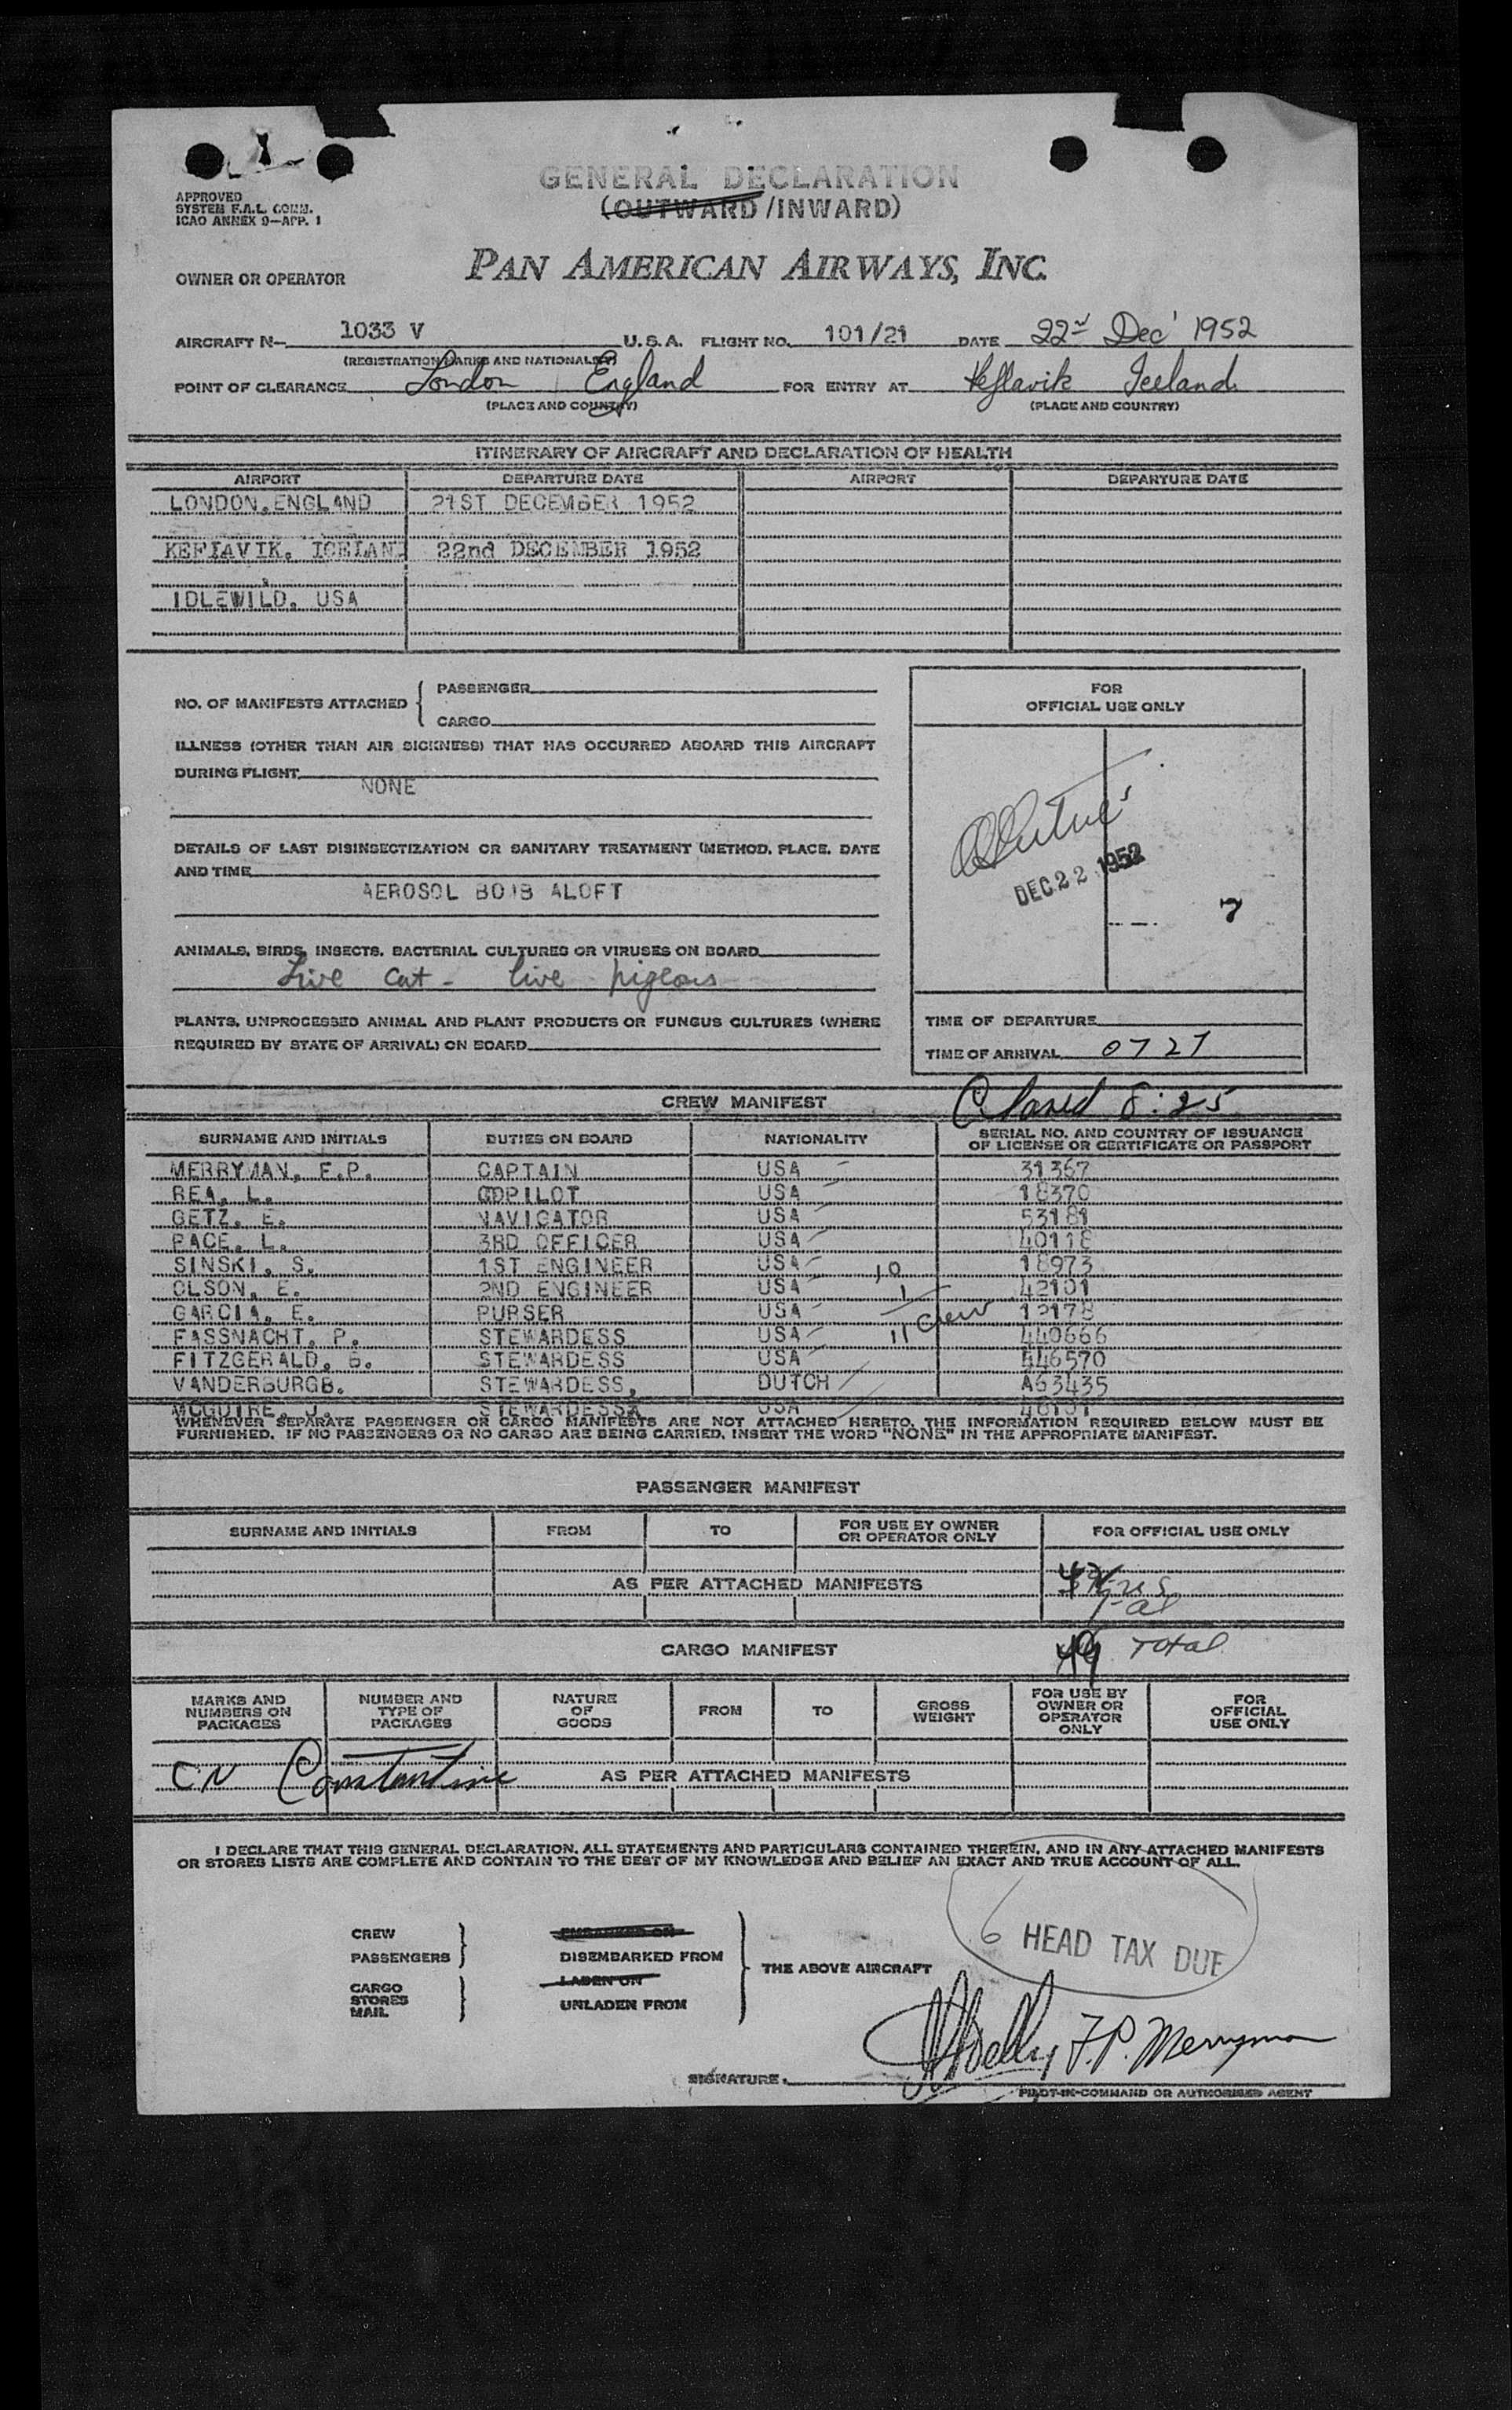 GENERAL DECLARATION
(OUTWARD/INWARD)
APPROVED
SYSTEM F.A.L. COMM.
ICAO ANNEX 9—APP. 1
OWNER OR OPERATOR
PAN AMERICAN AIRWAYS, INC.
AIRCRAFT N- 1033 V U.S.A. FLIGHT NO. 101/21 DATE 22nd Dec' 1952
(REGISTRATION MARKS AND NATIONALITY)
POINT OF CLEARANCE London England FOR ENTRY AT Keflavik Iceland
(PLACE AND COUNTRY) (PLACE AND COUNTRY)
ITINERARY OF AIRCRAFT AND DECLARATION OF HEALTH
AIRPORT DEPARTURE DATE AIRPORT DEPARTURE DATE
LONDON.ENGLAND 21ST DECEMBER 1952
KEFLAVIK. ICELAND 22nd DECEMBER 1952
IDLEWILD. USA
NO. OF MANIFESTS ATTACHED { PASSENGER
CARGO
ILLNESS (OTHER THAN AIR SICKNESS) THAT HAS OCCURRED ABOARD THIS AIRCRAFT
DURING FLIGHT
NONE
DETAILS OF LAST DISINSECTIZATION OR SANITARY TREATMENT (METHOD. PLACE. DATE
AND TIME
AEROSOL BOMB ALOFT
ANIMALS, BIRDS, INSECTS, BACTERIAL CULTURES OR VIRUSES ON BOARD
Live cat - live pigeons
PLANTS, UNPROCESSED ANIMAL AND PLANT PRODUCTS OR FUNGUS CULTURES (WHERE
REQUIRED BY STATE OF ARRIVAL) ON BOARD
FOR
OFFICIAL USE ONLY
DEC 22 1952
7
TIME OF DEPARTURE
TIME OF ARRIVAL 0727
CREW MANIFEST
Closed 8:25
SURNAME AND INITIALS DUTIES ON BOARD NATIONALITY SERIAL NO. AND COUNTRY OF ISSUANCE
OF LICENSE OR CERTIFICATE OR PASSPORT
MERRYMAN, E.P. CAPTAIN USA 31367
REA, L. COPILOT USA 18370
GETZ, E. NAVIGATOR USA 53181
PACE, L. 3RD OFFICER USA 40118
SINSKI, S. 1ST ENGINEER USA 10 18973
OLSON, E. 2ND ENGINEER USA 1 42101
GARCIA, E. PURSER USA 11 crew 12178
FASSNACHT, P. STEWARDESS USA 440666
FITZGERALD, B. STEWARDESS USA 446570
VANDERBURGB. STEWARDESS, DUTCH A63435
MCGUIRE, J. STEWARDESS USA 46131
WHENEVER SEPARATE PASSENGER OR CARGO MANIFESTS ARE NOT ATTACHED HERETO, THE INFORMATION REQUIRED BELOW MUST BE
FURNISHED. IF NO PASSENGERS OR NO CARGO ARE BEING CARRIED, INSERT THE WORD "NONE" IN THE APPROPRIATE MANIFEST.
PASSENGER MANIFEST
SURNAME AND INITIALS FROM TO FOR USE BY OWNER
OR OPERATOR ONLY FOR OFFICIAL USE ONLY
AS PER ATTACHED MANIFESTS
CARGO MANIFEST
49 Total
MARKS AND
NUMBERS ON
PACKAGES NUMBER AND
TYPE OF
PACKAGES NATURE
OF
GOODS FROM TO GROSS
WEIGHT FOR USE BY
OWNER OR
OPERATOR
ONLY FOR
OFFICIAL
USE ONLY
CN Constantine AS PER ATTACHED MANIFESTS
I DECLARE THAT THIS GENERAL DECLARATION, ALL STATEMENTS AND PARTICULARS CONTAINED THEREIN, AND IN ANY ATTACHED MANIFESTS
OR STORES LISTS ARE COMPLETE AND CONTAIN TO THE BEST OF MY KNOWLEDGE AND BELIEF AN EXACT AND TRUE ACCOUNT OF ALL.
6 HEAD TAX DUE
CREW
PASSENGERS
CARGO
STORES
MAIL
EMBARKED ON
DISEMBARKED FROM
LADEN ON
UNLADEN FROM
THE ABOVE AIRCRAFT
F.P. Merryman
SIGNATURE.
PILOT-IN-COMMAND OR AUTHORISED AGENT